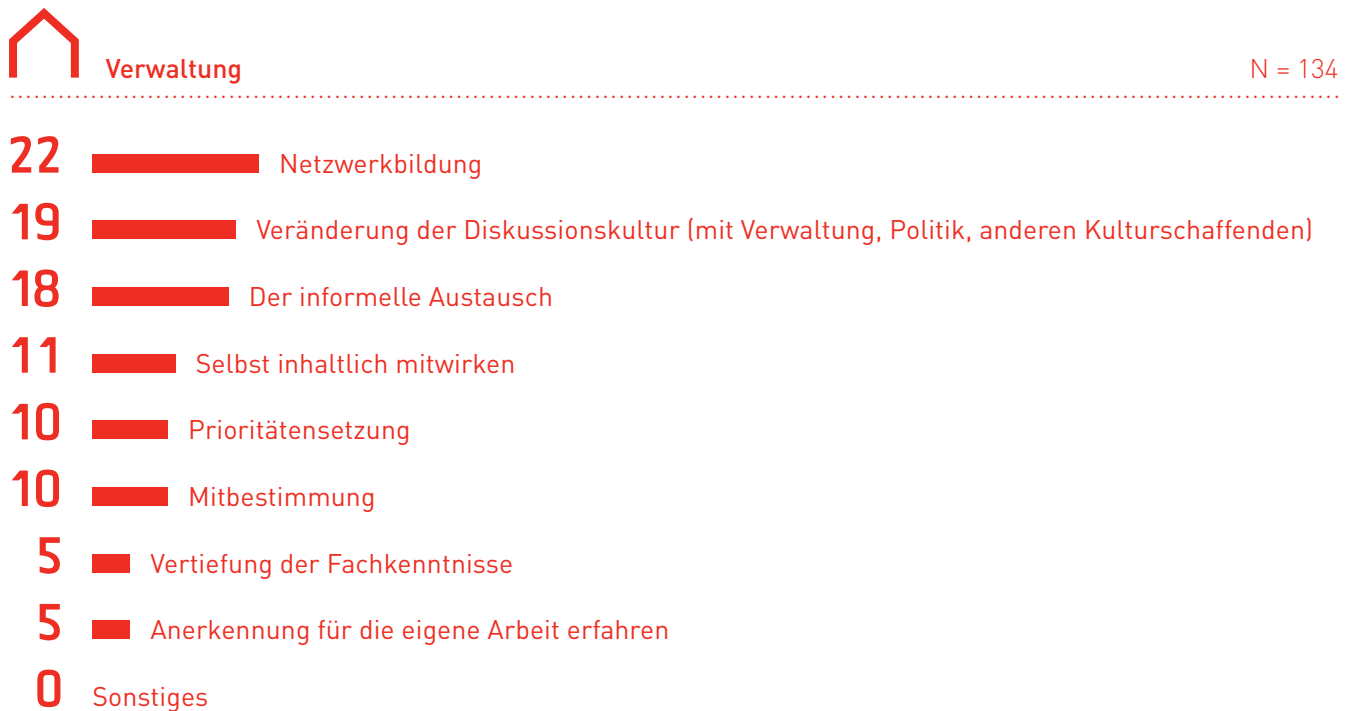 Verwaltung N = 134
22 Netzwerkbildung
19 Veränderung der Diskussionskultur (mit Verwaltung, Politik, anderen Kulturschaffenden)
18 Der informelle Austausch
11 Selbst inhaltlich mitwirken
10 Prioritätensetzung
10 Mitbestimmung
5 Vertiefung der Fachkenntnisse
5 Anerkennung für die eigene Arbeit erfahren
0 Sonstiges